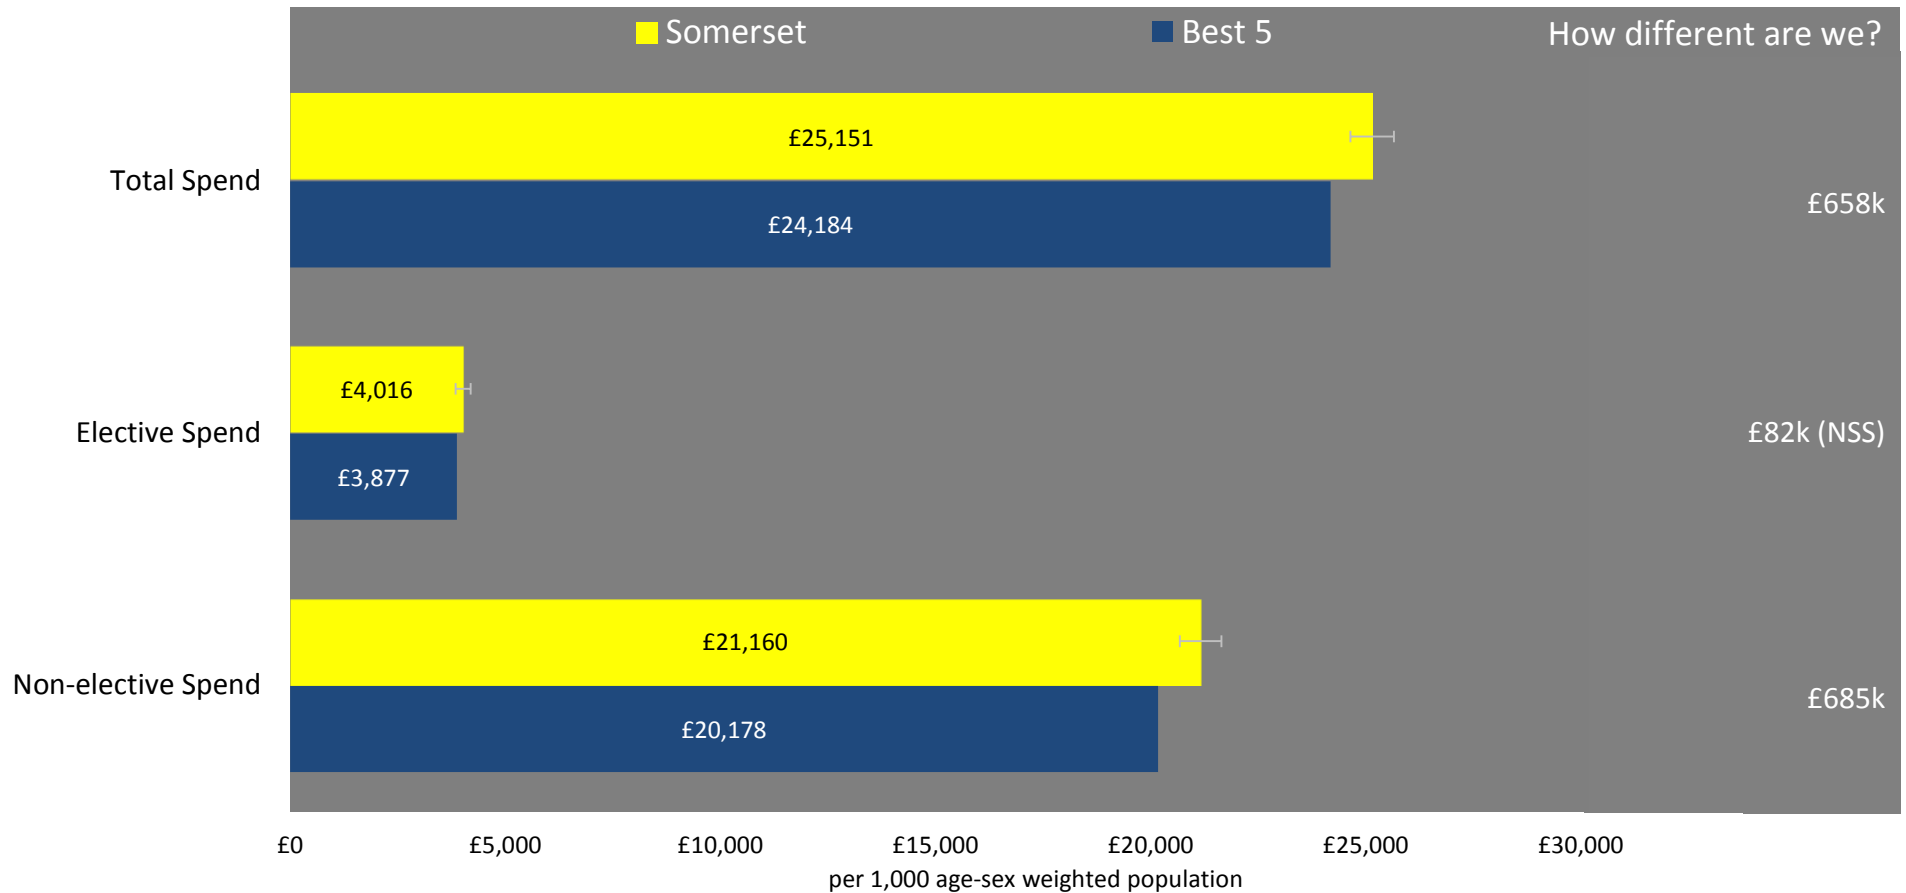 Somerset Best 5 How different are we?
Total Spend
£25,151
£24,184
£658k
Elective Spend
£4,016
£3,877
£82k (NSS)
Non-elective Spend
£21,160
£20,178
£685k
£0 £5,000 £10,000 £15,000 £20,000 £25,000 £30,000
per 1,000 age-sex weighted population